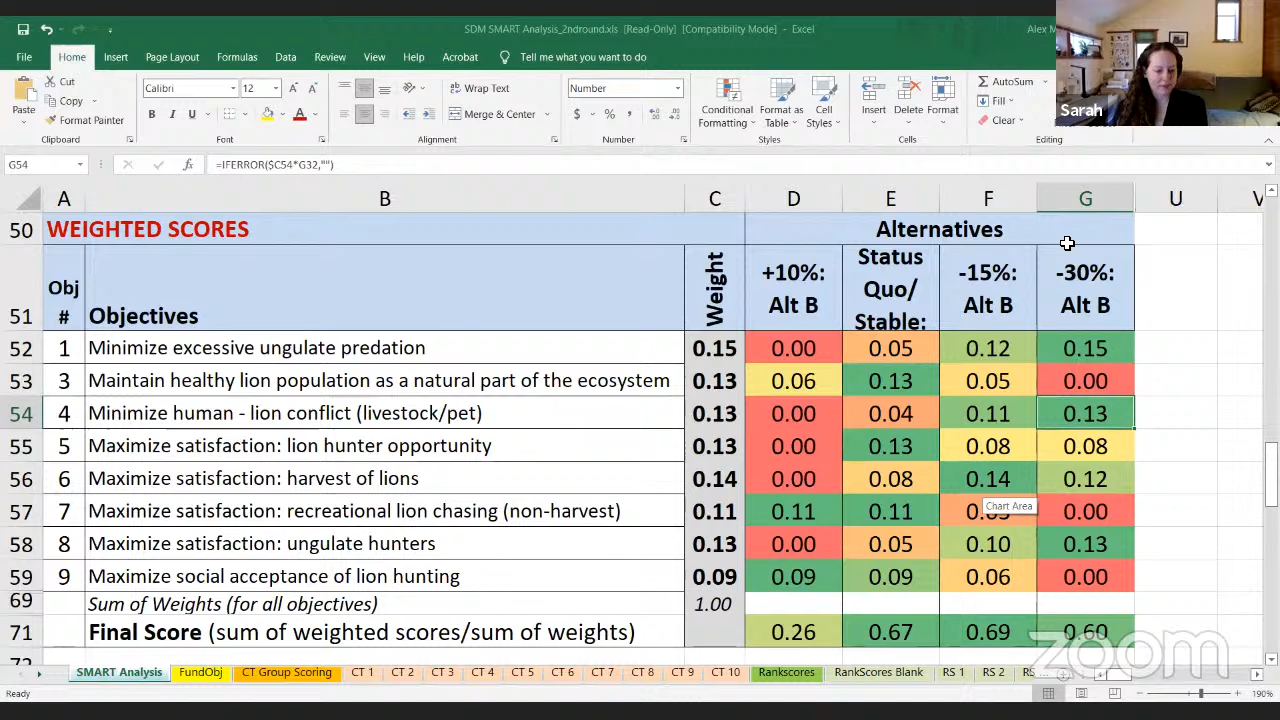 SDM SMART Analysis_2ndround.xls [Read-Only] [Compatibility Mode] - Excel
Alex M
File Home Insert Page Layout Formulas Data Review View Help Acrobat Tell me what you want to do
Sarah
Paste
Cut
Copy
Format Painter
Calibri 12
B I U
Wrap Text
Merge & Center
Number
$ %
Conditional Formatting
Format as Table
Cell Styles
Insert Delete Format
AutoSum
Fill
Clear
Clipboard Font Alignment Number Styles Cells
G54 fx =IFERROR($C54*G32,"")
A B C D E F G U V
50 WEIGHTED SCORES Alternatives
51 Obj # Objectives Weight +10%: Alt B Status Quo/ Stable: -15%: Alt B -30%: Alt B
52 1 Minimize excessive ungulate predation 0.15 0.00 0.05 0.12 0.15
53 3 Maintain healthy lion population as a natural part of the ecosystem 0.13 0.06 0.13 0.05 0.00
54 4 Minimize human - lion conflict (livestock/pet) 0.13 0.00 0.04 0.11 0.13
55 5 Maximize satisfaction: lion hunter opportunity 0.13 0.00 0.13 0.08 0.08
56 6 Maximize satisfaction: harvest of lions 0.14 0.00 0.08 0.14 0.12
Chart Area
57 7 Maximize satisfaction: recreational lion chasing (non-harvest) 0.11 0.11 0.11 0.00
58 8 Maximize satisfaction: ungulate hunters 0.13 0.00 0.05 0.10 0.13
59 9 Maximize social acceptance of lion hunting 0.09 0.09 0.09 0.06 0.00
69 Sum of Weights (for all objectives) 1.00
71 Final Score (sum of weighted scores/sum of weights) 0.26 0.67 0.69 0.60
zoom
SMART Analysis FundObj CT Group Scoring CT 1 CT 2 CT 3 CT 4 CT 5 CT 6 CT 7 CT 8 CT 9 CT 10 Rankscores RankScores Blank RS 1 RS 2 RS ...
Ready 190%